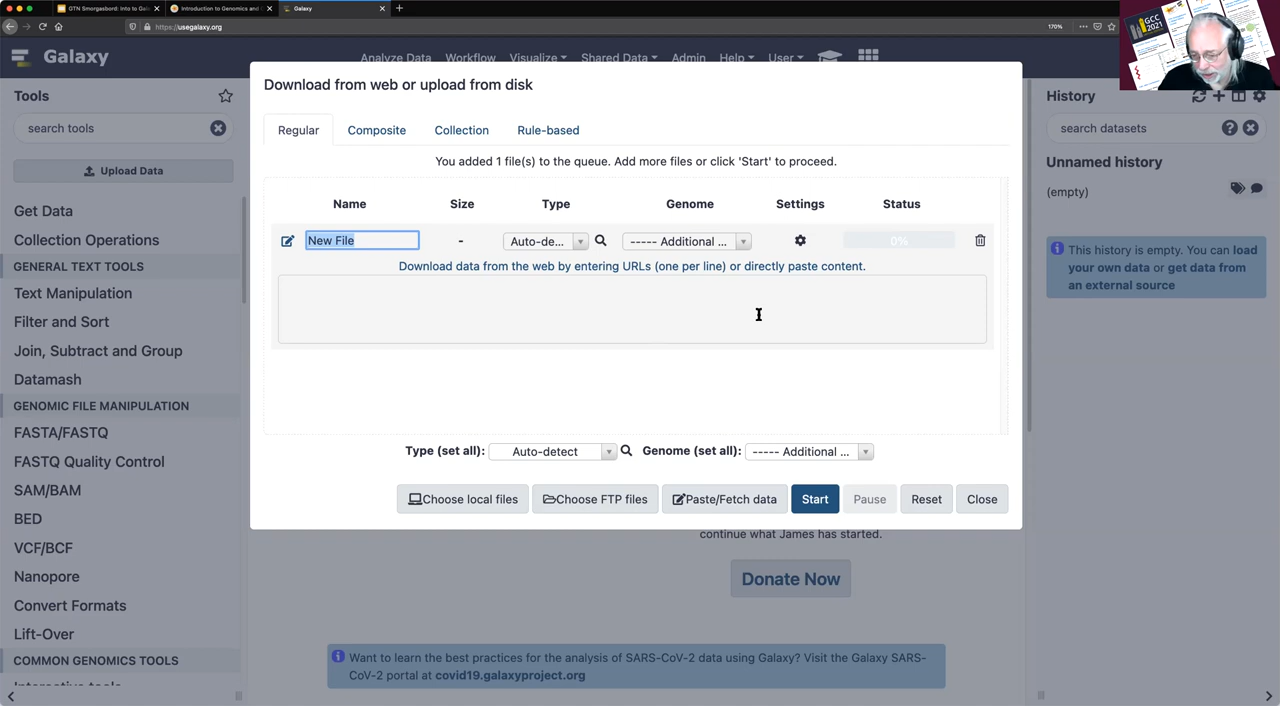 GTN Smorgasbord: Into to Gala
Introduction to Genomics and G
Galaxy
https://usegalaxy.org
170%
GCC
2021
Galaxy
Analyze Data
Workflow
Visualize
Shared Data
Admin
Help
User
Tools
search tools
Upload Data
Get Data
Collection Operations
GENERAL TEXT TOOLS
Text Manipulation
Filter and Sort
Join, Subtract and Group
Datamash
GENOMIC FILE MANIPULATION
FASTA/FASTQ
FASTQ Quality Control
SAM/BAM
BED
VCF/BCF
Nanopore
Convert Formats
Lift-Over
COMMON GENOMICS TOOLS
Interactive tools
Download from web or upload from disk
Regular
Composite
Collection
Rule-based
You added 1 file(s) to the queue. Add more files or click 'Start' to proceed.
Name Size Type Genome Settings Status
New File - Auto-de... ----- Additional ... 0%
Download data from the web by entering URLs (one per line) or directly paste content.
Type (set all): Auto-detect Genome (set all): ----- Additional ...
Choose local files
Choose FTP files
Paste/Fetch data
Start
Pause
Reset
Close
continue what James has started.
Donate Now
Want to learn the best practices for the analysis of SARS-CoV-2 data using Galaxy? Visit the Galaxy SARS-
CoV-2 portal at covid19.galaxyproject.org
History
search datasets
Unnamed history
(empty)
This history is empty. You can load
your own data or get data from
an external source